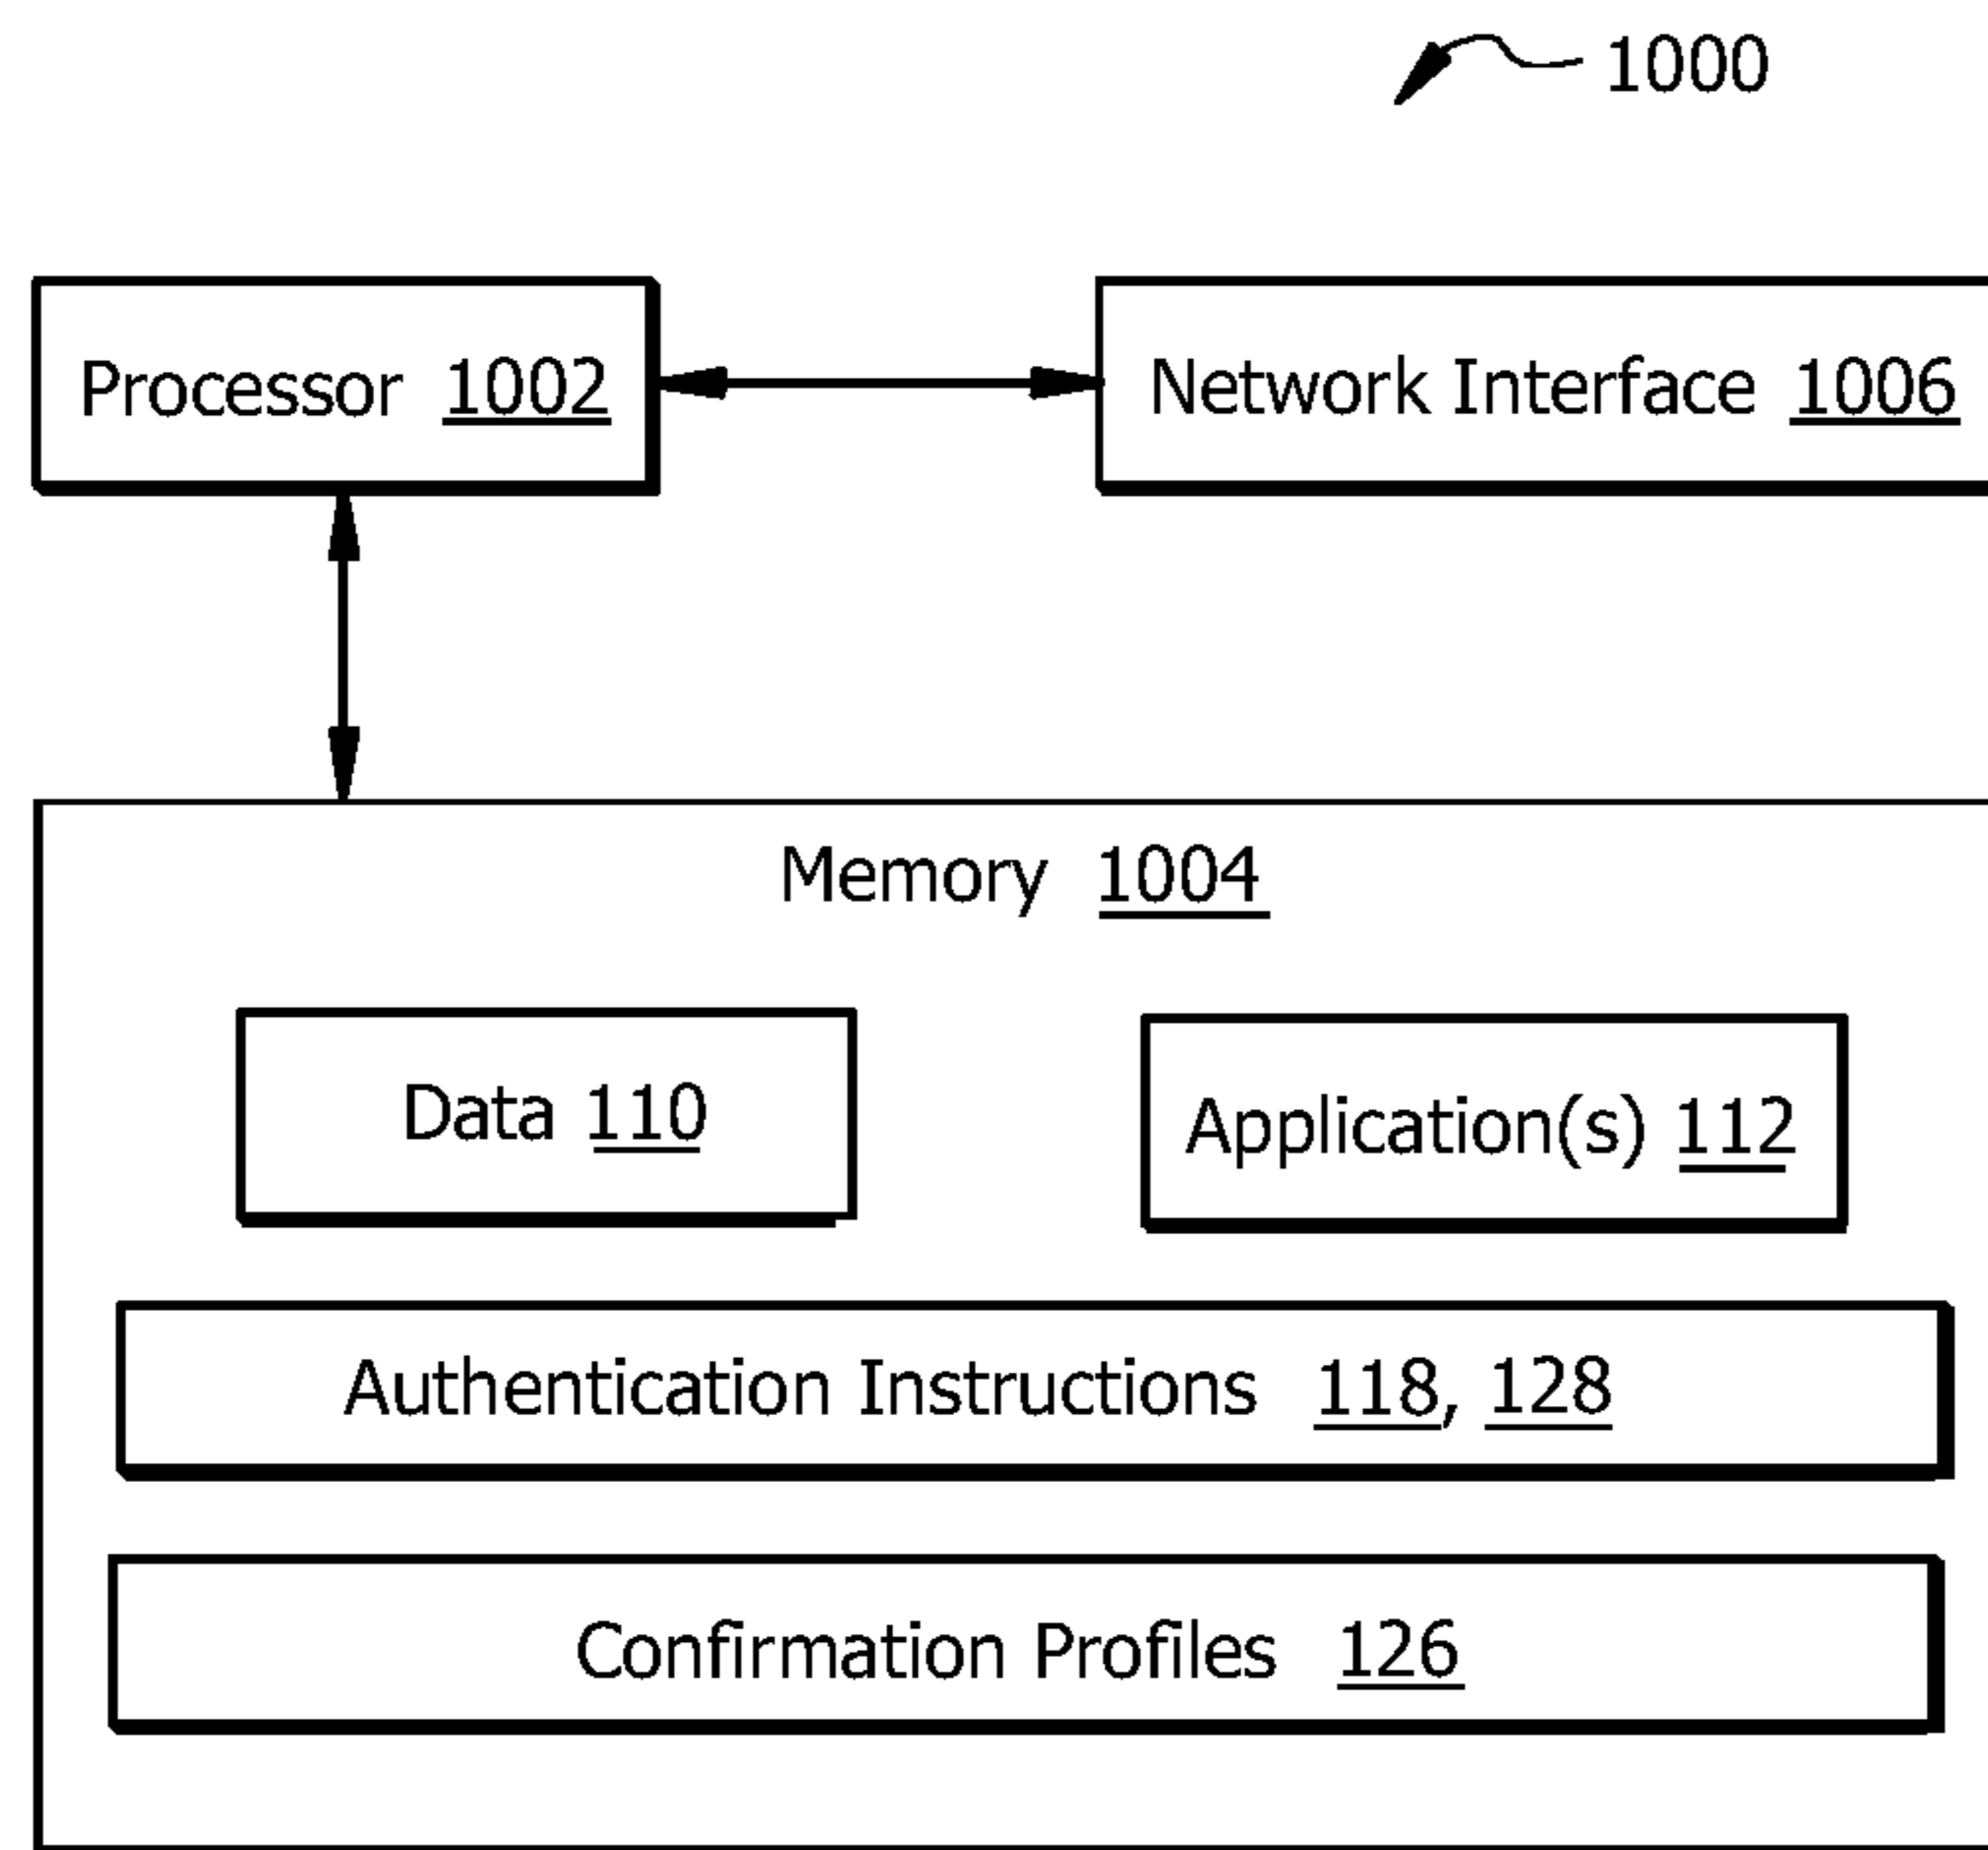 1000
Processor 1002
Network Interface 1006
Memory 1004
Data 110
Application(s) 112
Authentication Instructions 118, 128
Confirmation Profiles 126